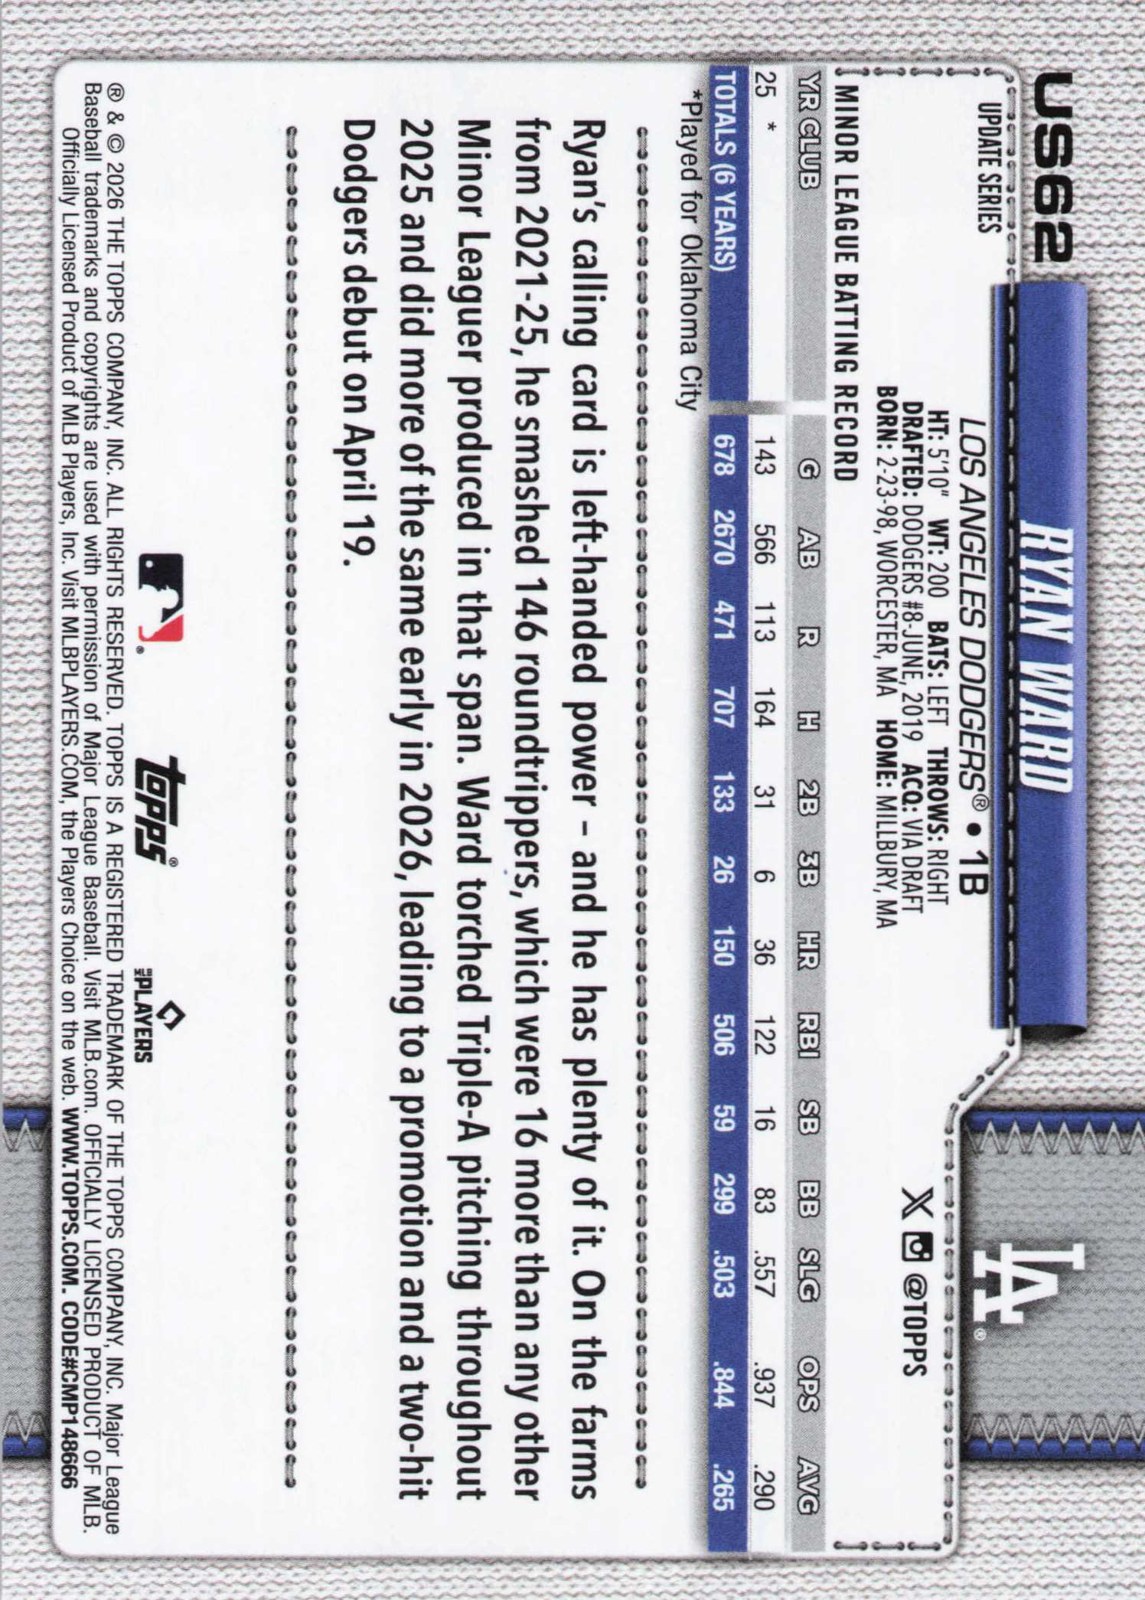 US62
UPDATE SERIES
RYAN WARD
LOS ANGELES DODGERS® • 1B
HT: 5'10" WT: 200 BATS: LEFT THROWS: RIGHT
DRAFTED: DODGERS #8-JUNE, 2019 ACQ: VIA DRAFT
BORN: 2-23-98, WORCESTER, MA HOME: MILLBURY, MA
LA®
X @TOPPS
MINOR LEAGUE BATTING RECORD
YR CLUB G AB R H 2B 3B HR RBI SB BB SLG OPS AVG
25 * 143 566 113 164 31 6 36 122 16 83 .557 .937 .290
TOTALS (6 YEARS) 678 2670 471 707 133 26 150 506 59 299 .503 .844 .265
*Played for Oklahoma City
Ryan's calling card is left-handed power – and he has plenty of it. On the farms
from 2021-25, he smashed 146 roundtrippers, which were 16 more than any other
Minor Leaguer produced in that span. Ward torched Triple-A pitching throughout
2025 and did more of the same early in 2026, leading to a promotion and a two-hit
Dodgers debut on April 19.
topps®
MLB PLAYERS
® & © 2026 THE TOPPS COMPANY, INC. ALL RIGHTS RESERVED. TOPPS IS A REGISTERED TRADEMARK OF THE TOPPS COMPANY, INC. Major League
Baseball trademarks and copyrights are used with permission of Major League Baseball. Visit MLB.com. OFFICIALLY LICENSED PRODUCT OF MLB.
Officially Licensed Product of MLB Players, Inc. Visit MLBPLAYERS.COM, the Players Choice on the web. WWW.TOPPS.COM. CODE#CMP148666